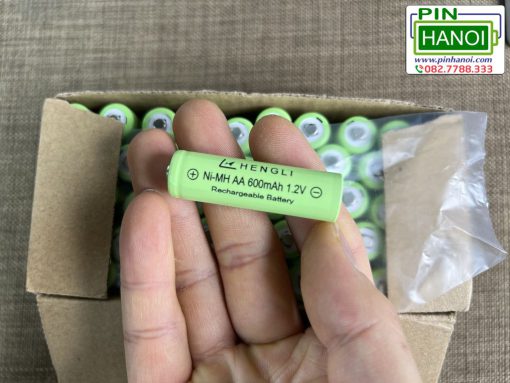 PIN
HANOI
www.pinhanoi.com
082.7788.333
HENGLI
Ni-MH AA 600mAh 1.2V
Rechargeable Battery